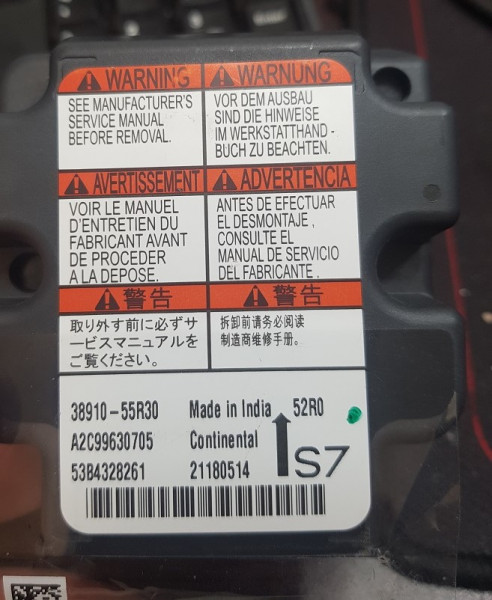 WARNING
SEE MANUFACTURER'S
SERVICE MANUAL
BEFORE REMOVAL.
WARNUNG
VOR DEM AUSBAU
SIND DIE HINWEISE
IM WERKSTATTHAND -
BUCH ZU BEACHTEN.
AVERTISSEMENT
VOIR LE MANUEL
D'ENTRETIEN DU
FABRICANT AVANT
DE PROCEDER
A LA DEPOSE.
ADVERTENCIA
ANTES DE EFECTUAR
EL DESMONTAJE ,
CONSULTE EL
MANUAL DE SERVICIO
DEL FABRICANTE .
警告
取り外す前に必ずサ
ービスマニュアルを
ご覧ください。
警告
拆卸前请务必阅读
制造商维修手册。
38910-55R30 Made in India 52R0
A2C99630705 Continental
53B4328261 21180514 S7